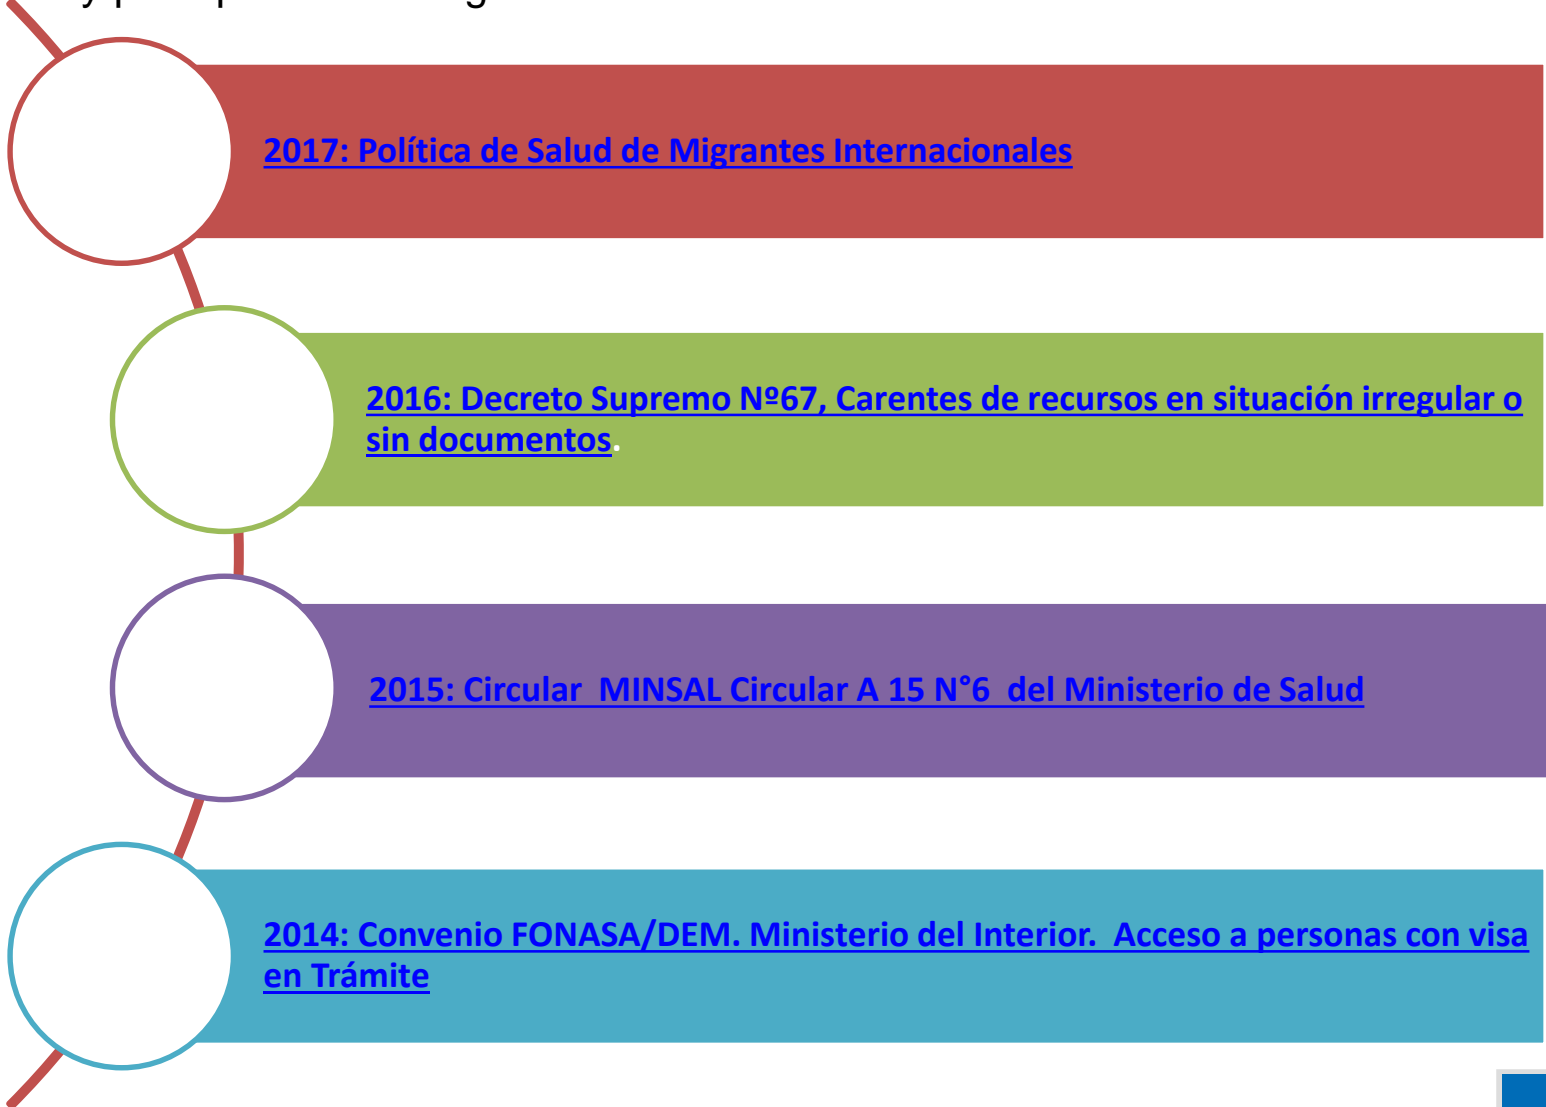 2017: Política de Salud de Migrantes Internacionales
2016: Decreto Supremo Nº67, Carentes de recursos en situación irregular o
sin documentos.
2015: Circular  MINSAL Circular A 15 N°6  del Ministerio de Salud
2014: Convenio FONASA/DEM. Ministerio del Interior.  Acceso a personas con visa
en Trámite